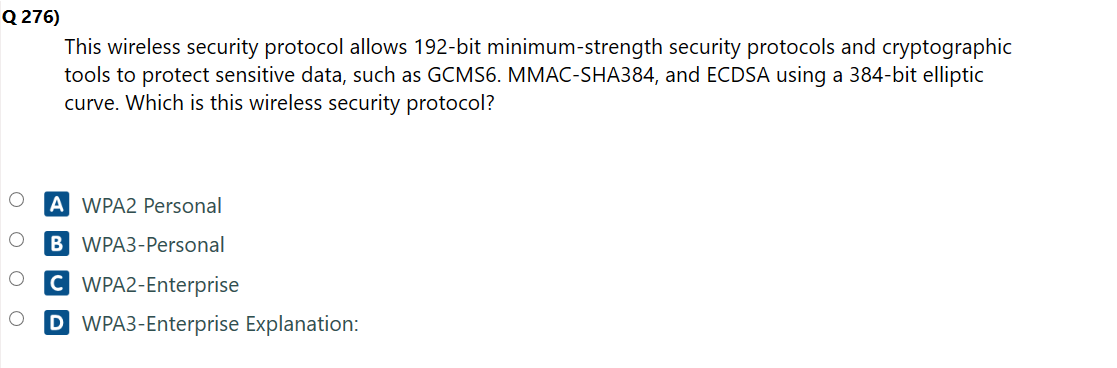 Q 276)
This wireless security protocol allows 192-bit minimum-strength security protocols and cryptographic
tools to protect sensitive data, such as GCMS6. MMAC-SHA384, and ECDSA using a 384-bit elliptic
curve. Which is this wireless security protocol?
A WPA2 Personal
B WPA3-Personal
C WPA2-Enterprise
D WPA3-Enterprise Explanation: